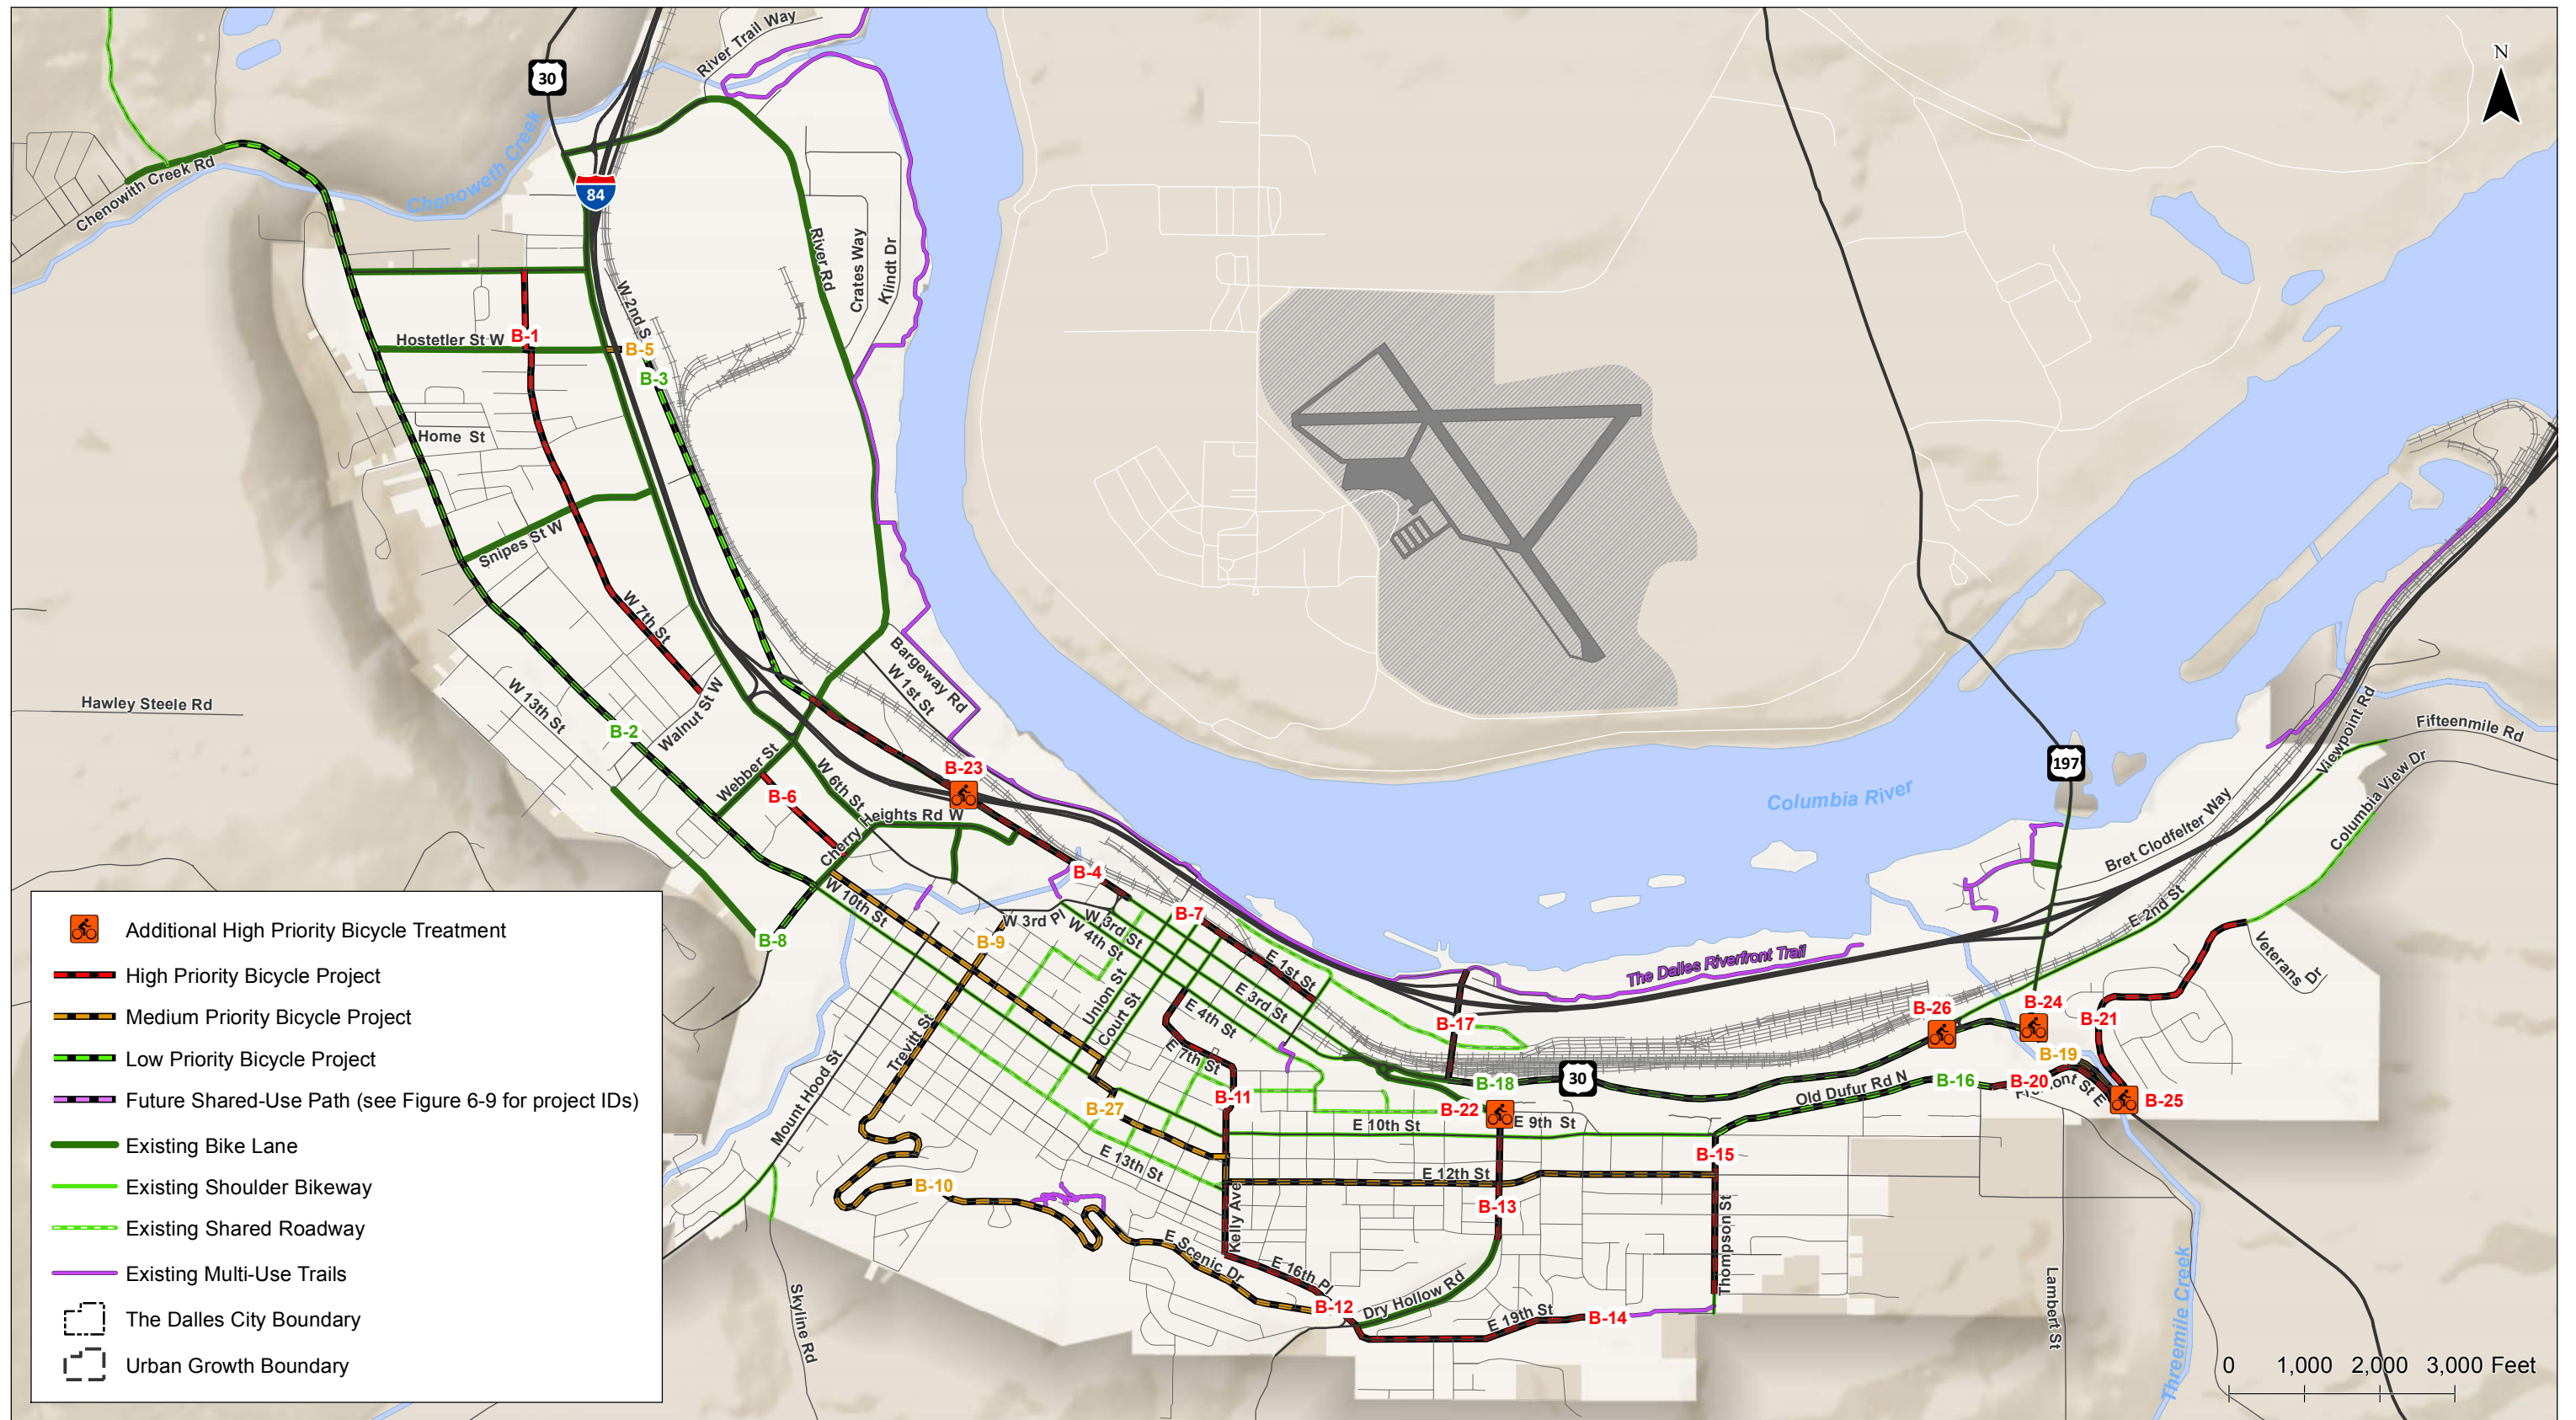 River Trail Way
N
30
Chenoweth Creek
Chenowith Creek Rd
84
River Rd
Crates Way
Klindt Dr
W 2nd S
Hostetler St W
B-1
B-5
B-3
Home St
Snipes St W
W 7th St
Bargeway Rd
W 1st St
Hawley Steele Rd
W 13th St
Walnut St W
B-2
Webber St
B-6
W 6th St
B-23
Cherry Heights Rd W
197
Columbia River
Viewpoint Rd
Fifteenmile Rd
Columbia View Dr
Bret Clodfelter Way
E 2nd St
B-4
W 10th St
B-8
B-9
W 3rd Pl
W 3rd St
W 4th St
B-7
E 1st St
Union St
Court St
E 3rd St
E 4th St
E 7th St
The Dalles Riverfront Trail
Veterans Dr
B-17
B-26
B-24
B-21
B-19
B-18
30
Old Dufur Rd N
B-16
B-20
B-25
Trevitt St
Mount Hood St
B-27
B-11
B-22
E 9th St
E 10th St
B-15
E 13th St
E 12th St
B-10
B-13
Kelly Ave
Thompson St
E Scenic Dr
E 16th Pl
B-12
Dry Hollow Rd
E 19th St
B-14
Skyline Rd
Lambert St
Threemile Creek
Additional High Priority Bicycle Treatment
High Priority Bicycle Project
Medium Priority Bicycle Project
Low Priority Bicycle Project
Future Shared-Use Path (see Figure 6-9 for project IDs)
Existing Bike Lane
Existing Shoulder Bikeway
Existing Shared Roadway
Existing Multi-Use Trails
The Dalles City Boundary
Urban Growth Boundary
0 1,000 2,000 3,000 Feet